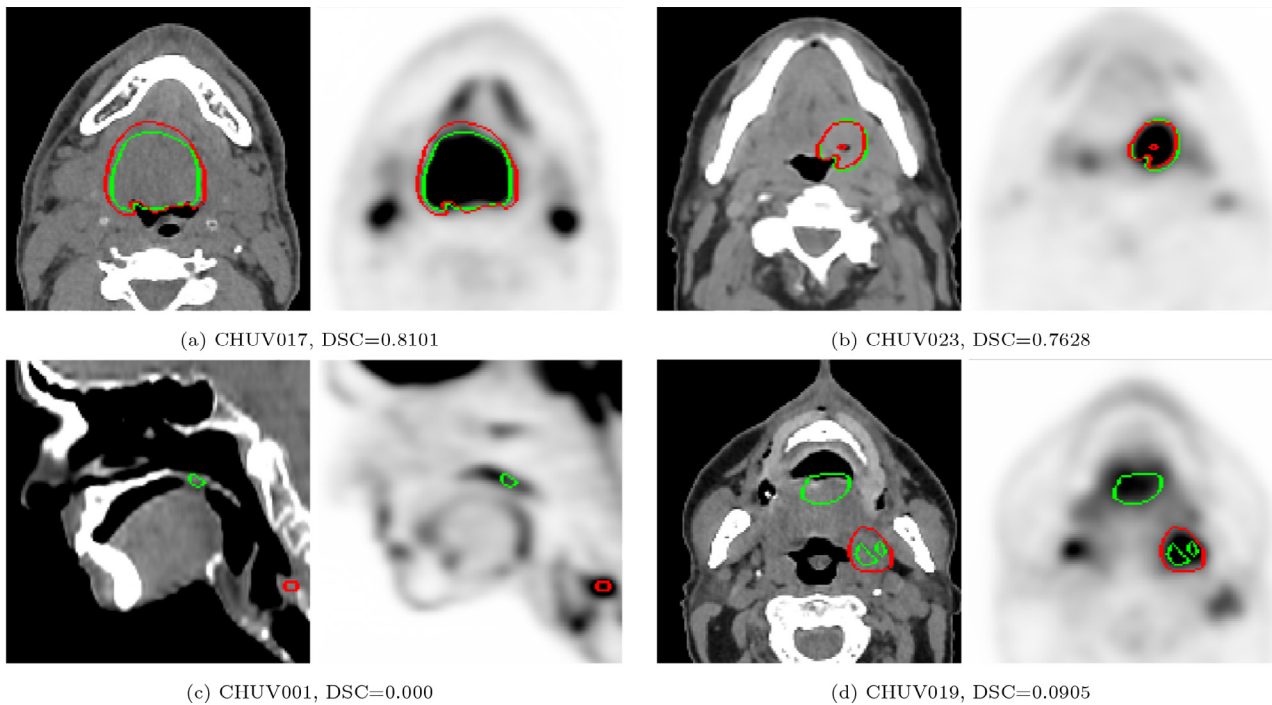 (a) CHUV017, DSC=0.8101
(b) CHUV023, DSC=0.7628
(c) CHUV001, DSC=0.000
(d) CHUV019, DSC=0.0905